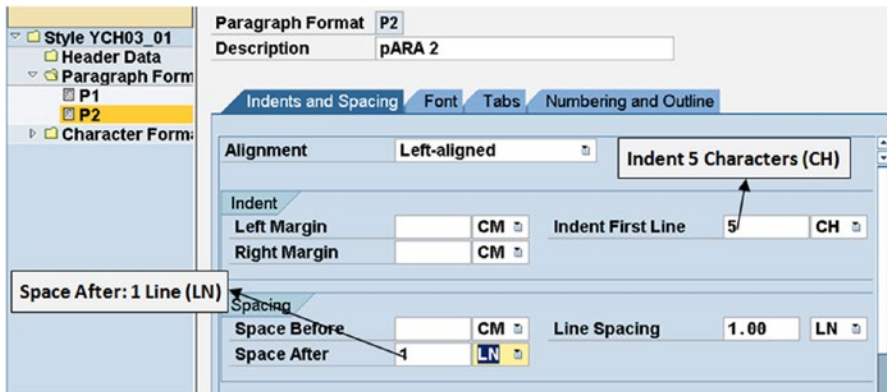 Style YCH03_01
Header Data
Paragraph Form
P1
P2
Character Forma
Paragraph Format P2
Description pARA 2
Indents and Spacing Font Tabs Numbering and Outline
Alignment Left-aligned
Indent 5 Characters (CH)
Indent
Left Margin CM Indent First Line 5 CH
Right Margin CM
Space After: 1 Line (LN)
Spacing
Space Before CM Line Spacing 1.00 LN
Space After 1 LN